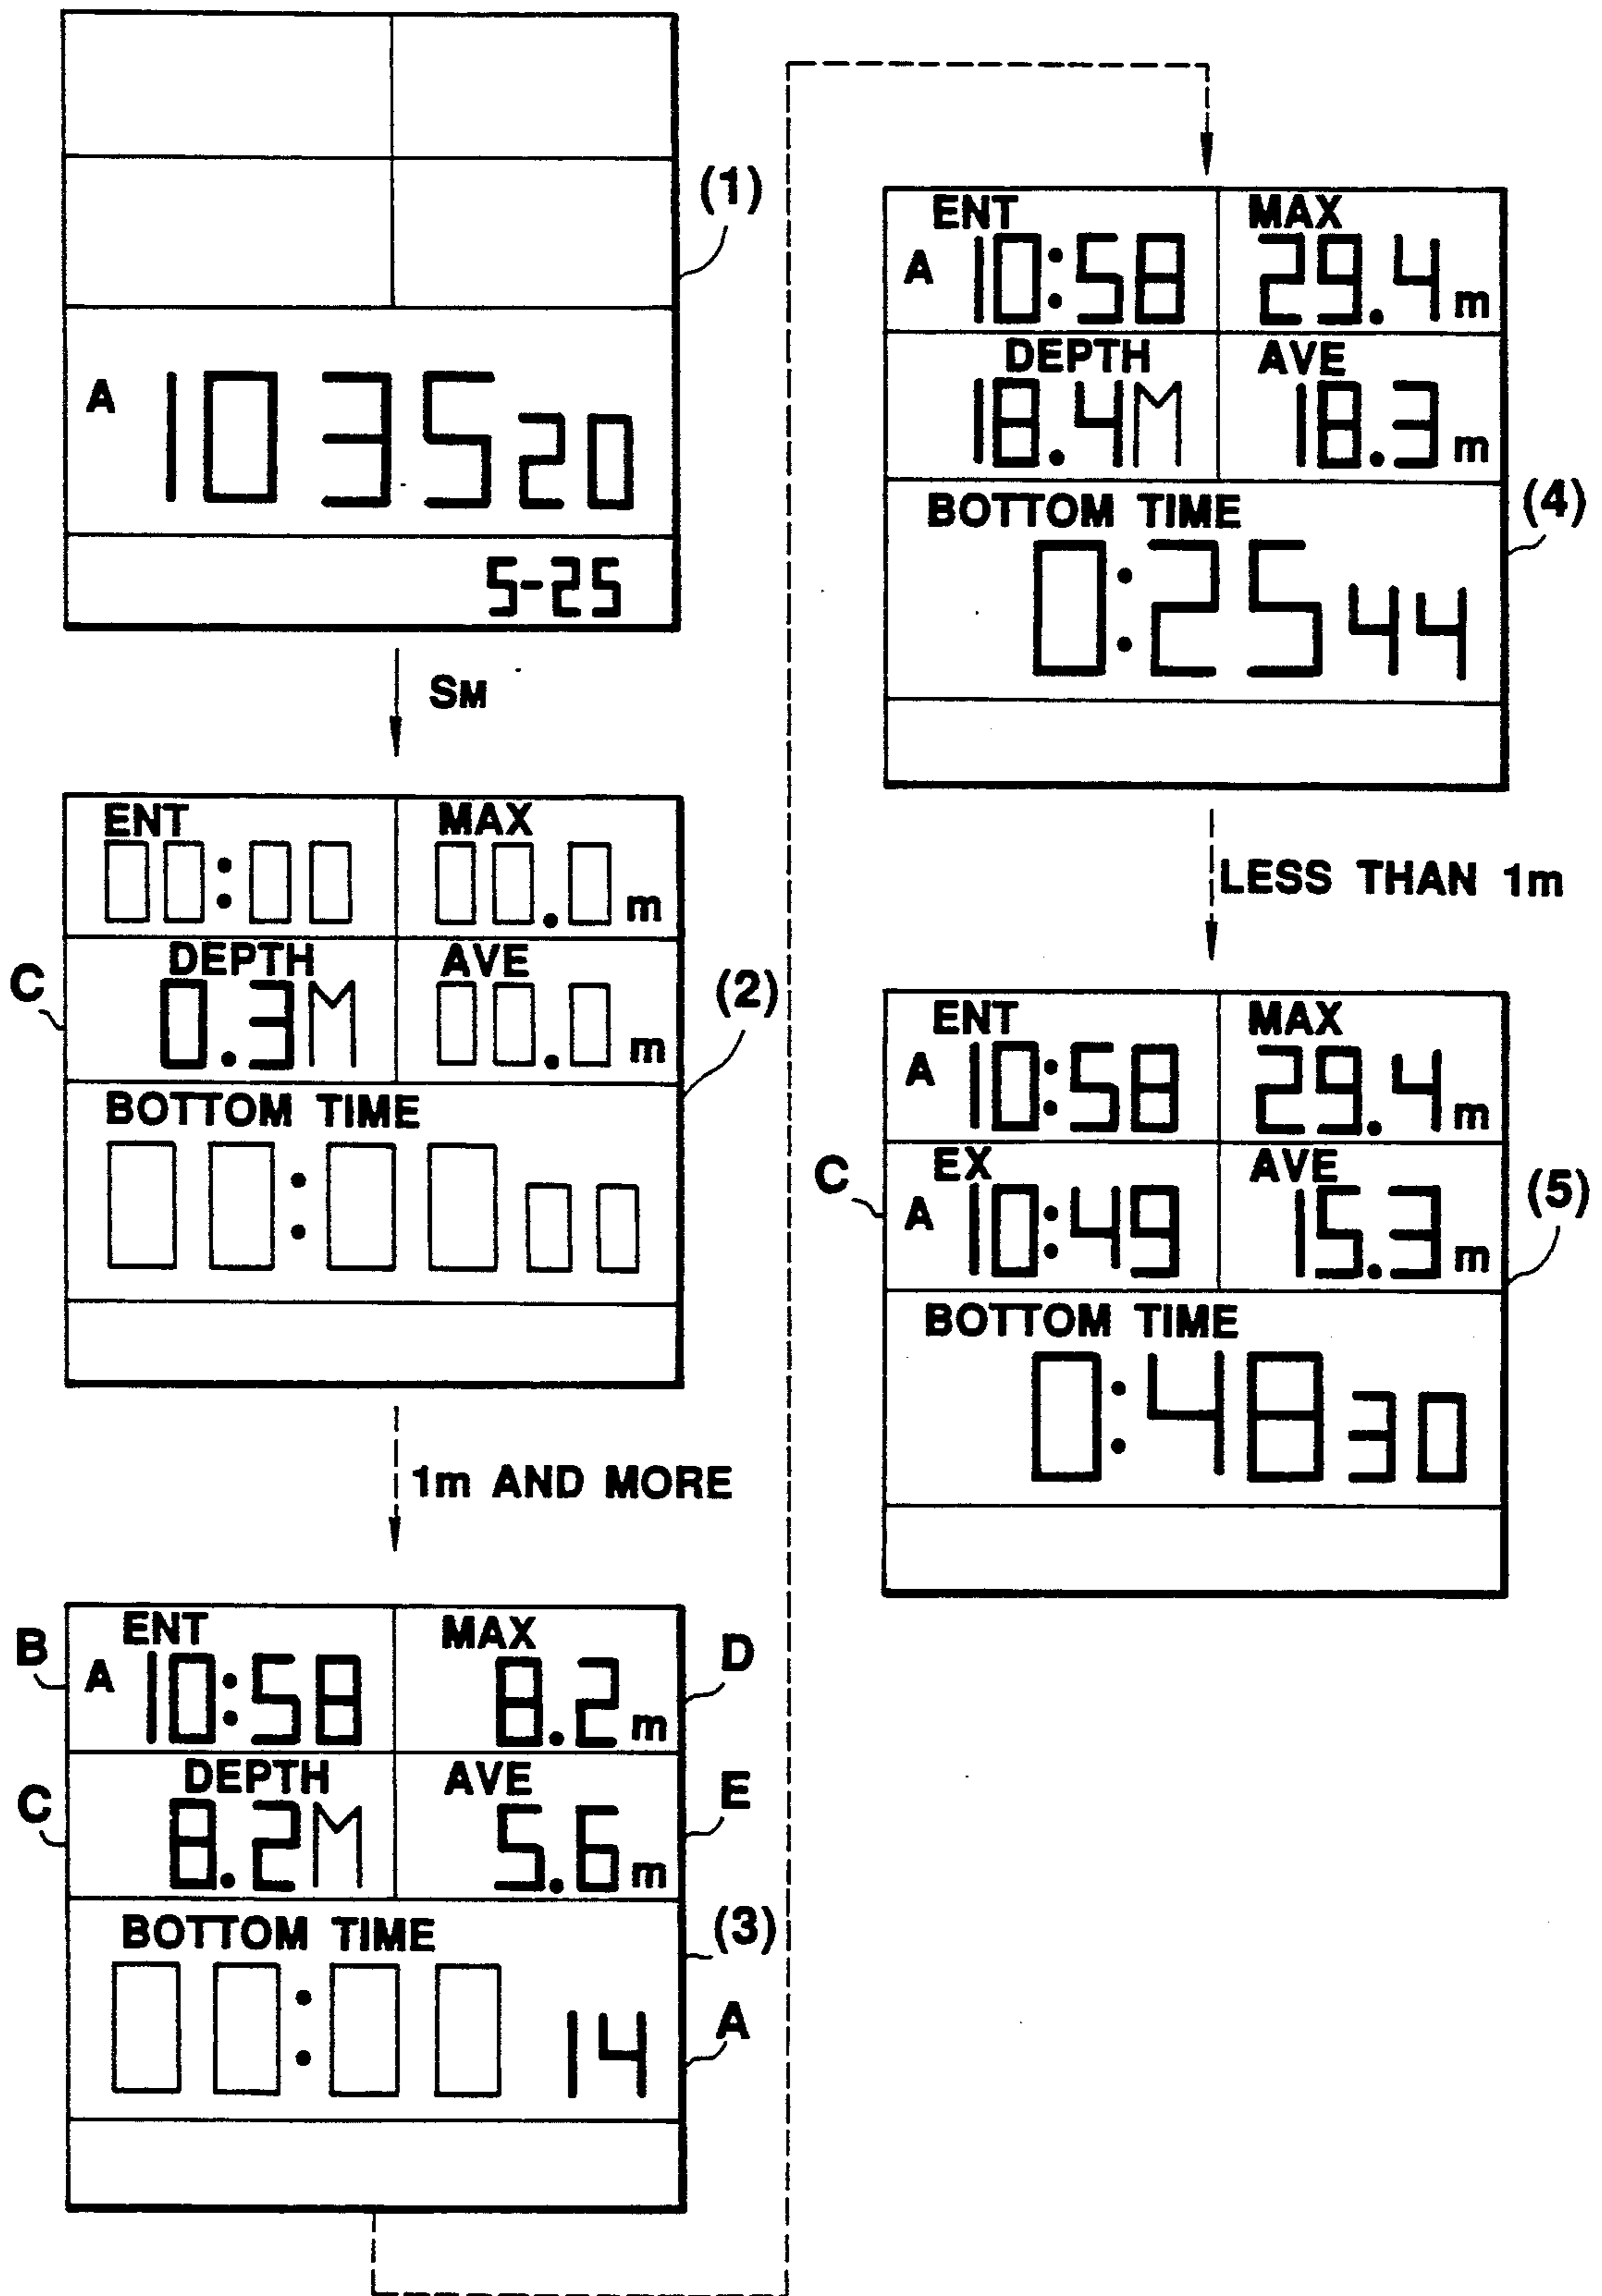 (1)
A 10 35 20
5-25
SM
ENT MAX
00:00 00.0 m
DEPTH AVE
C 0.3M 00.0 m
(2)
BOTTOM TIME
00:00 00
1m AND MORE
ENT MAX
B A 10:58 8.2 m D
DEPTH AVE
C 8.2M 5.6 m E
BOTTOM TIME (3)
00:00 14 A
ENT MAX
A 10:58 29.4 m
DEPTH AVE
18.4M 18.3 m
BOTTOM TIME (4)
0:25 44
LESS THAN 1m
ENT MAX
A 10:58 29.4 m
C EX AVE (5)
A 10:49 15.3 m
BOTTOM TIME
0:48 30